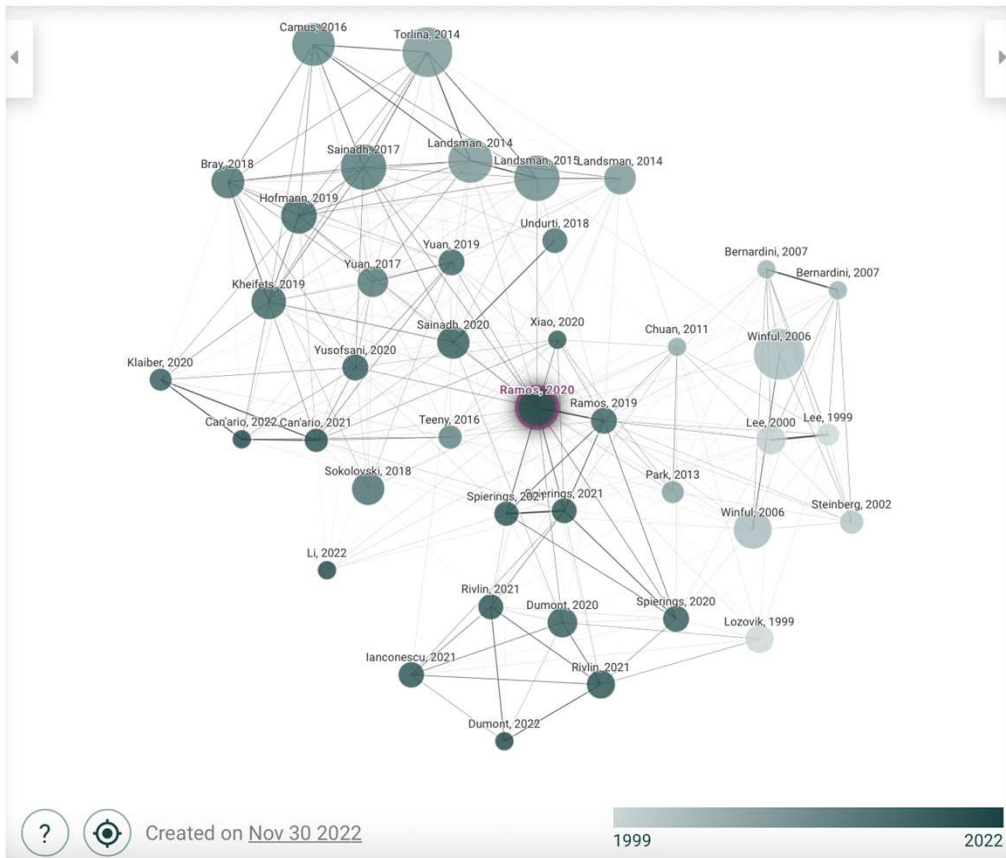 Camus, 2016
Torlina, 2014
Landsman, 2014
Sainadh, 2017
Landsman, 2015
Landsman, 2014
Bray, 2018
Hofmann, 2019
Undurti, 2018
Yuan, 2019
Bernardini, 2007
Yuan, 2017
Bernardini, 2007
Kheifets, 2019
Xiao, 2020
Sainadh, 2020
Chuan, 2011
Winful, 2006
Yusofsani, 2020
Klaiber, 2020
Ramos, 2020
Ramos, 2019
Lee, 1999
Can'ario, 2022
Can'ario, 2021
Teeny, 2016
Lee, 2000
Sokolovski, 2018
Park, 2013
Spierings, 2021
Spierings, 2021
Steinberg, 2002
Winful, 2006
Li, 2022
Rivlin, 2021
Dumont, 2020
Spierings, 2020
Lozovik, 1999
Ianconescu, 2021
Rivlin, 2021
Dumont, 2022
? Created on Nov 30 2022
1999 2022